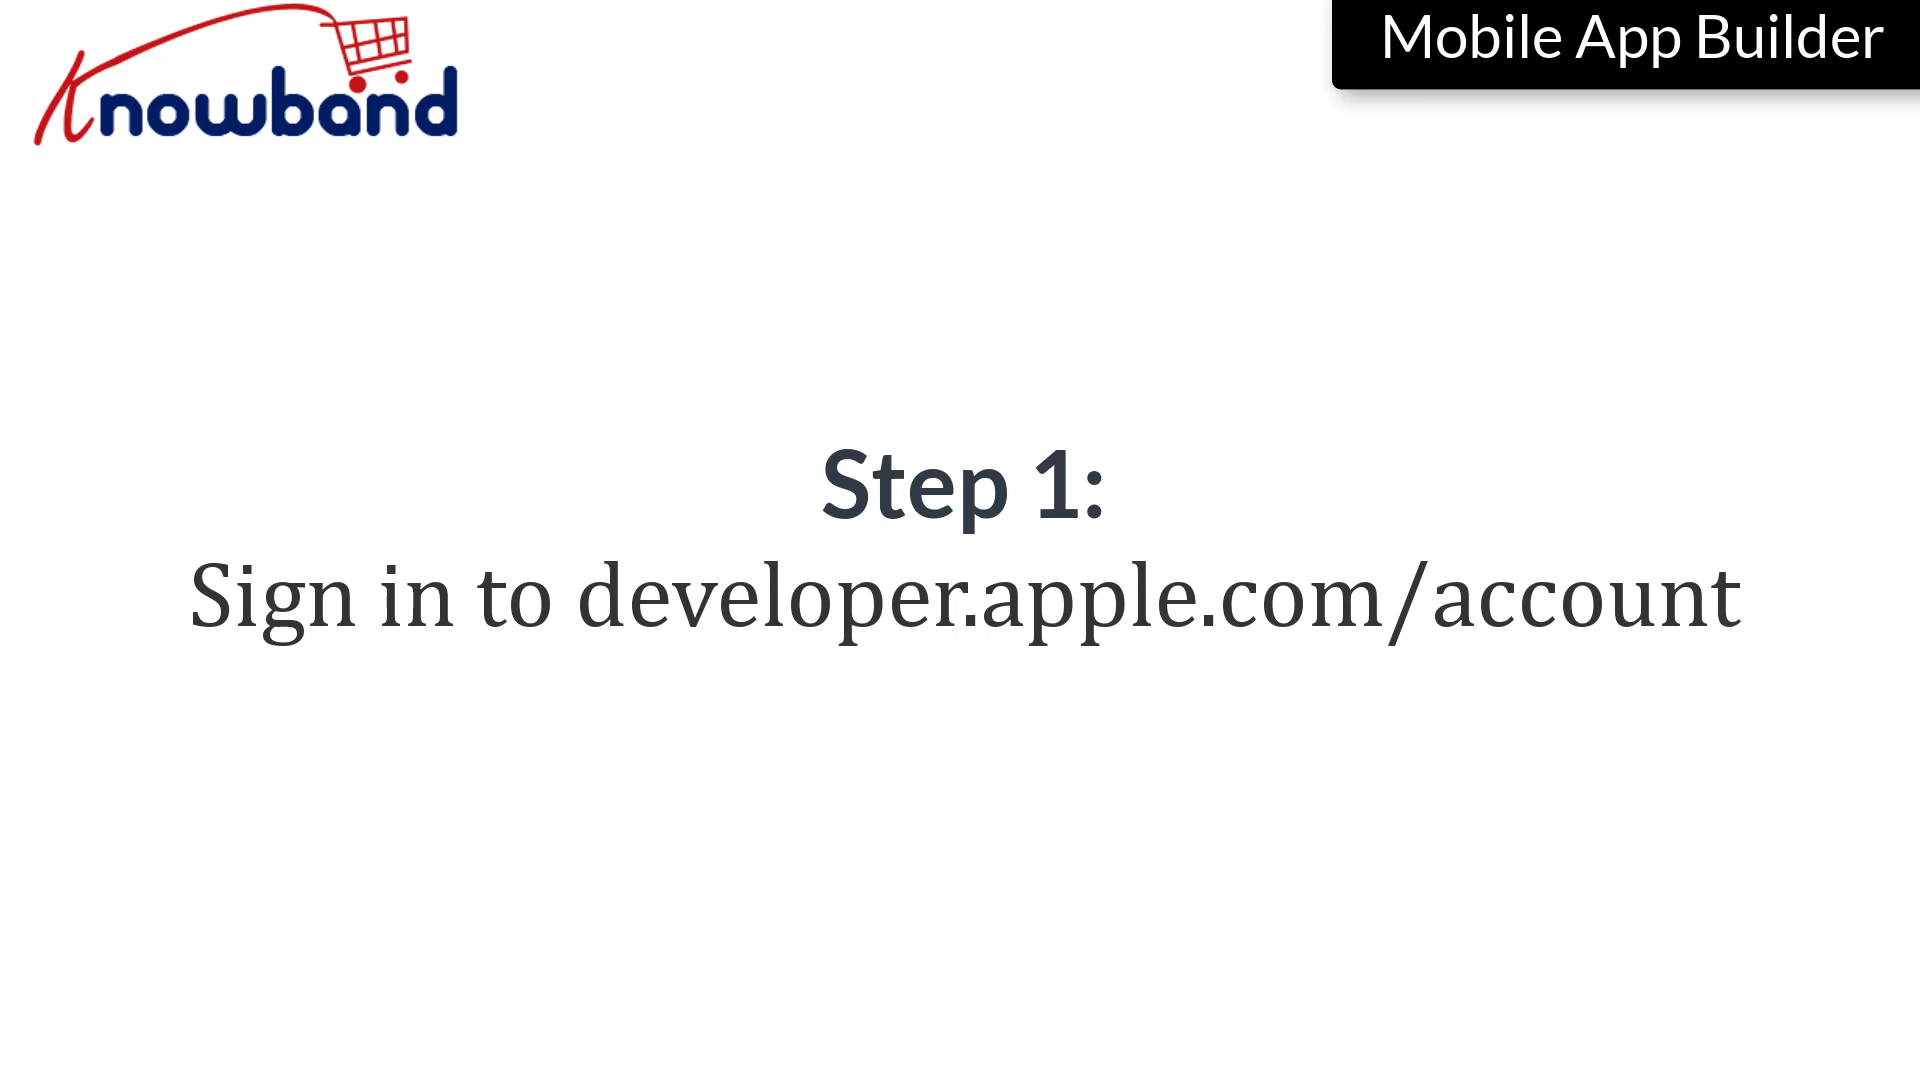 Knowband
Mobile App Builder
Step 1:
Sign in to developer.apple.com/account